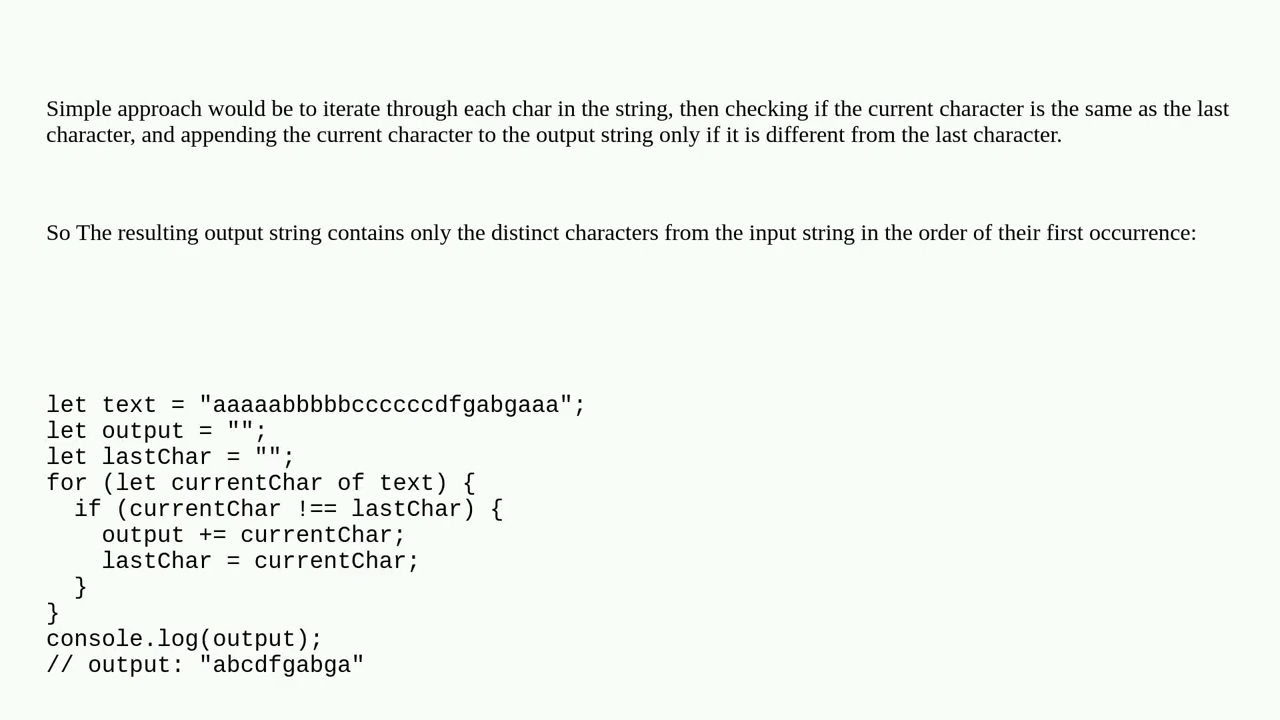 Simple approach would be to iterate through each char in the string, then checking if the current character is the same as the last
character, and appending the current character to the output string only if it is different from the last character.
So The resulting output string contains only the distinct characters from the input string in the order of their first occurrence:
let text = "aaaaabbbbbccccccdfgabgaaa";
let output = "";
let lastChar = "";
for (let currentChar of text) {
  if (currentChar !== lastChar) {
    output += currentChar;
    lastChar = currentChar;
  }
}
console.log(output);
// output: "abcdfgabga"